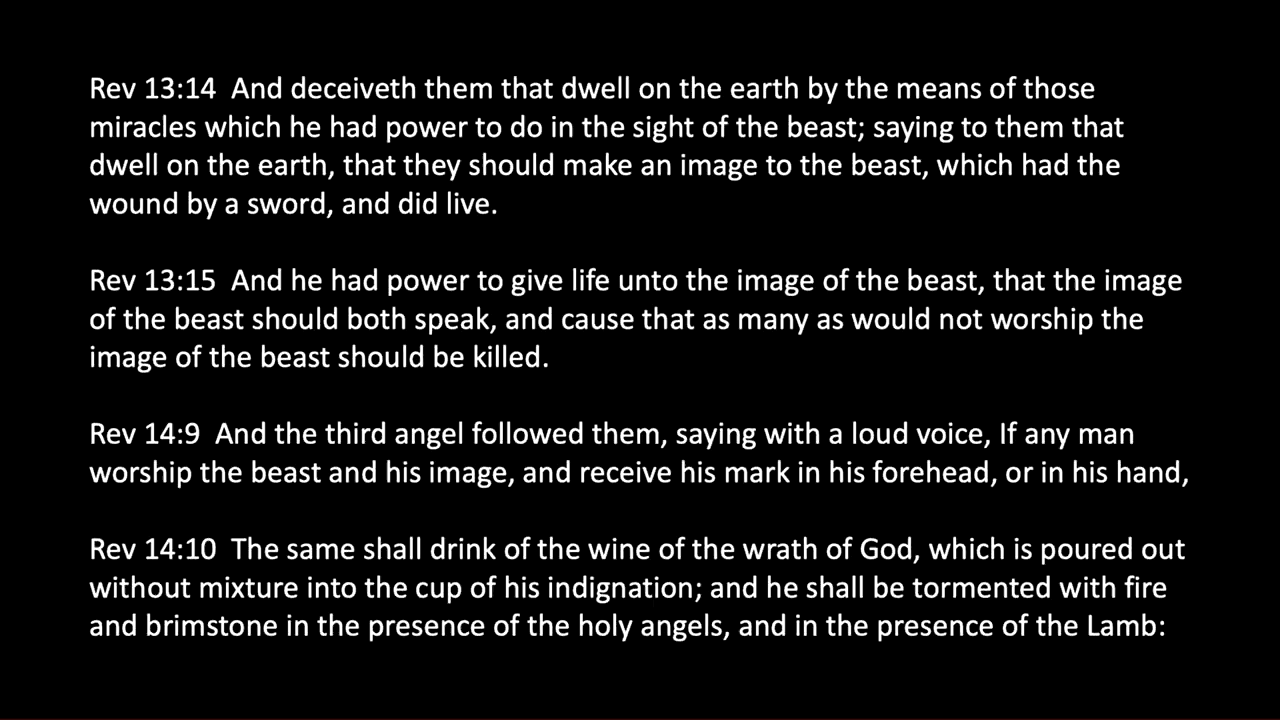 Rev 13:14  And deceiveth them that dwell on the earth by the means of those
miracles which he had power to do in the sight of the beast; saying to them that
dwell on the earth, that they should make an image to the beast, which had the
wound by a sword, and did live.
Rev 13:15  And he had power to give life unto the image of the beast, that the image
of the beast should both speak, and cause that as many as would not worship the
image of the beast should be killed.
Rev 14:9  And the third angel followed them, saying with a loud voice, If any man
worship the beast and his image, and receive his mark in his forehead, or in his hand,
Rev 14:10  The same shall drink of the wine of the wrath of God, which is poured out
without mixture into the cup of his indignation; and he shall be tormented with fire
and brimstone in the presence of the holy angels, and in the presence of the Lamb: